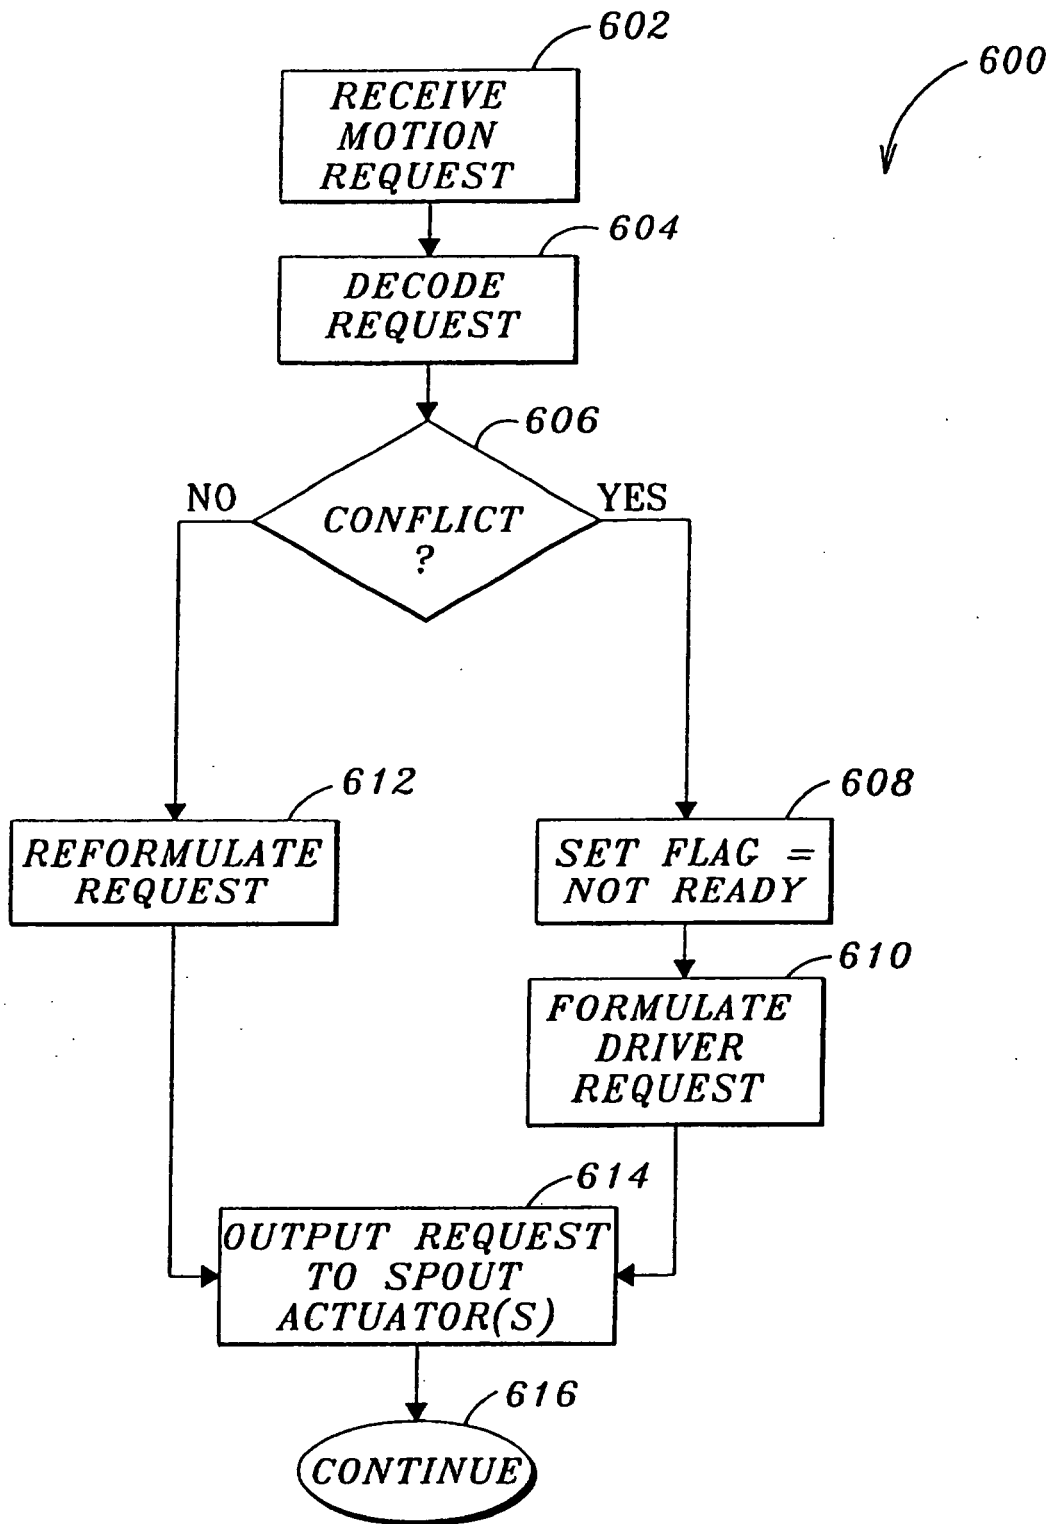 602
600
RECEIVE
MOTION
REQUEST
604
DECODE
REQUEST
606
NO
YES
CONFLICT
?
612
608
REFORMULATE
REQUEST
SET FLAG =
NOT READY
610
FORMULATE
DRIVER
REQUEST
614
OUTPUT REQUEST
TO SPOUT
ACTUATOR(S)
616
CONTINUE